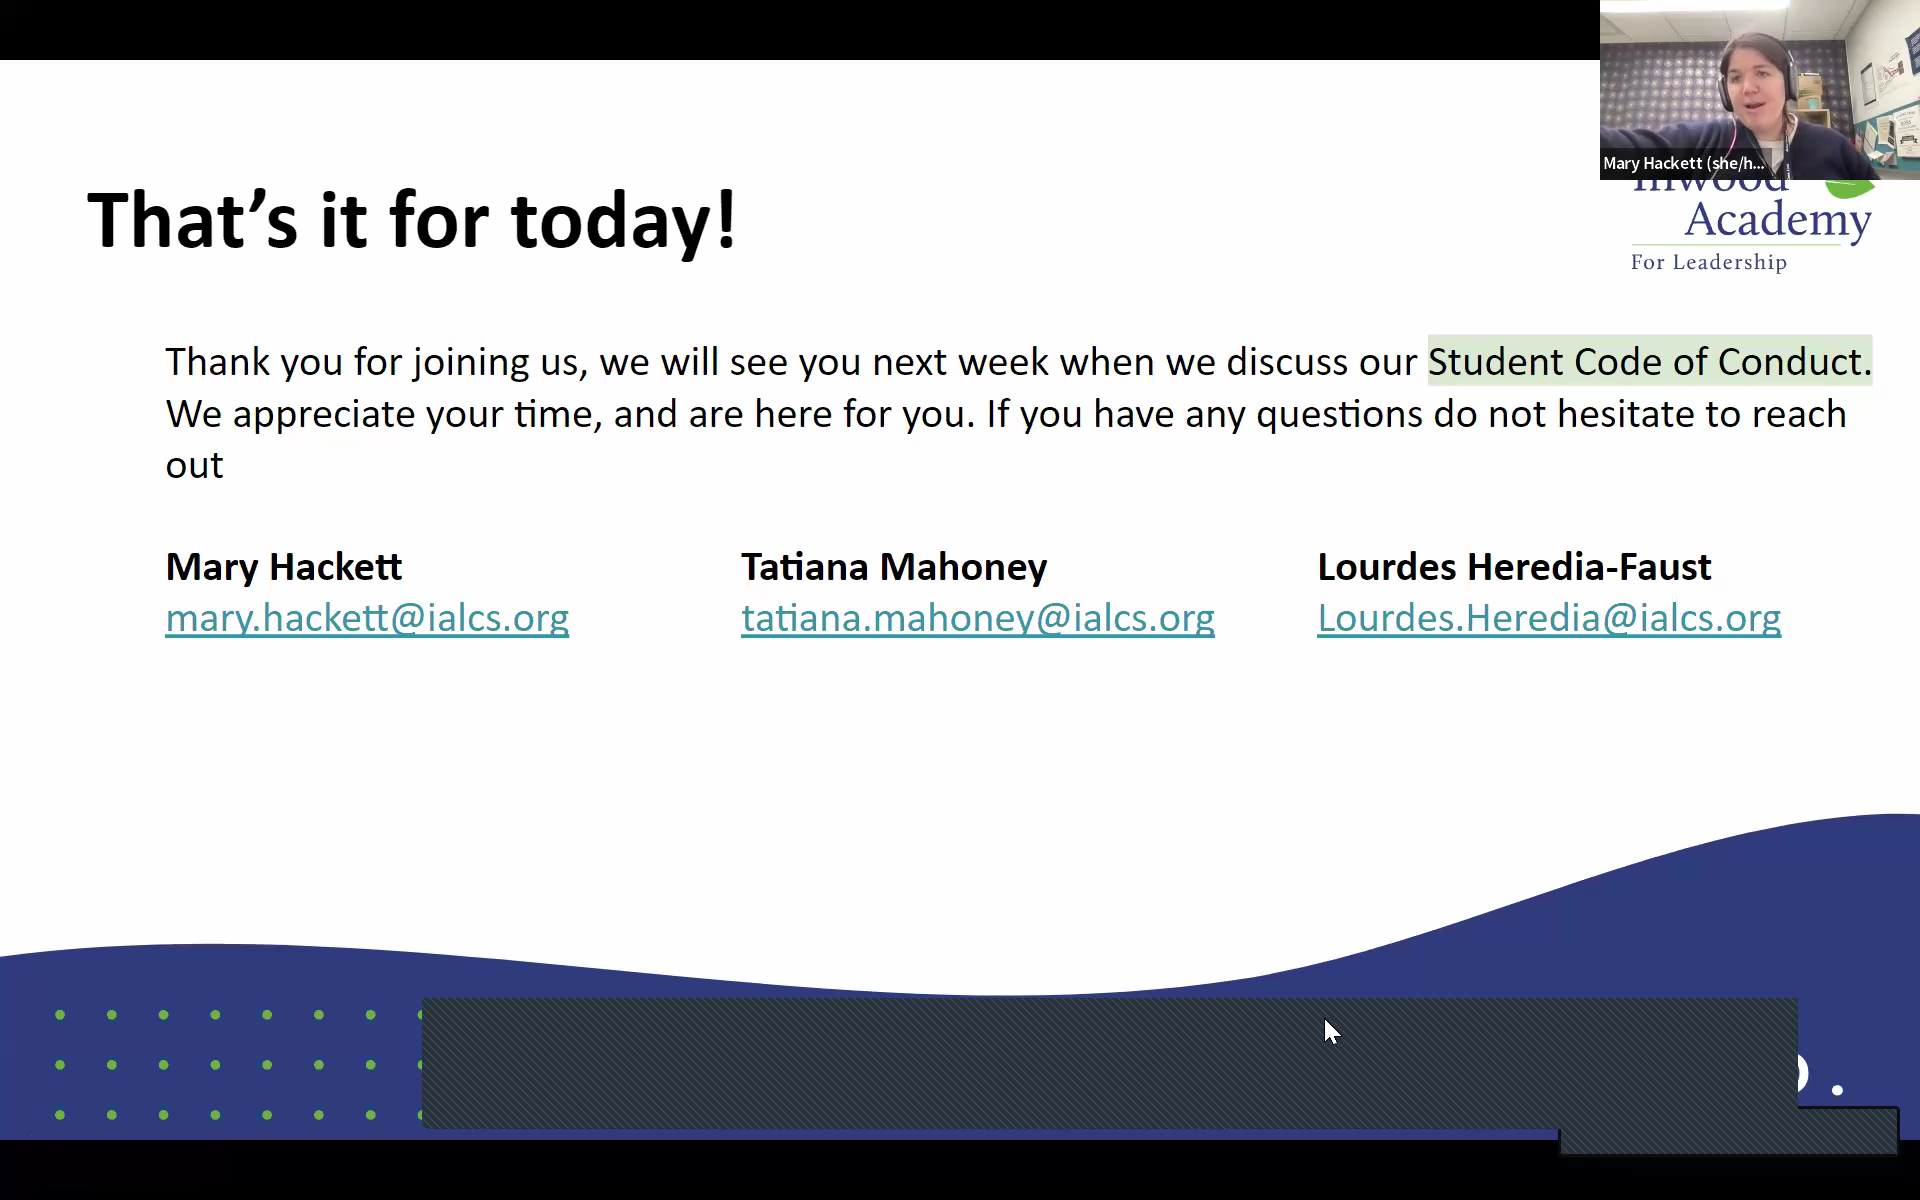 Mary Hackett (she/h...
That’s it for today!
Inwood
Academy
For Leadership
Thank you for joining us, we will see you next week when we discuss our Student Code of Conduct.
We appreciate your time, and are here for you. If you have any questions do not hesitate to reach
out
Mary Hackett
Tatiana Mahoney
Lourdes Heredia-Faust
mary.hackett@ialcs.org
tatiana.mahoney@ialcs.org
Lourdes.Heredia@ialcs.org